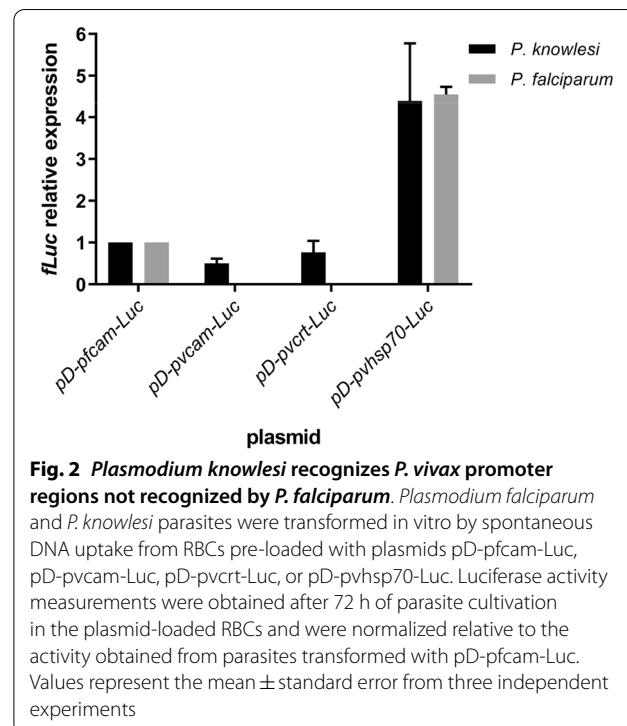 P. knowlesi
P. falciparum
fLuc relative expression
6
5
4
3
2
1
0
pD-pfcam-Luc
pD-pvcam-Luc
pD-pvcrt-Luc
pD-pvhsp70-Luc
plasmid
Fig. 2 Plasmodium knowlesi recognizes P. vivax promoter
regions not recognized by P. falciparum. Plasmodium falciparum
and P. knowlesi parasites were transformed in vitro by spontaneous
DNA uptake from RBCs pre-loaded with plasmids pD-pfcam-Luc,
pD-pvcam-Luc, pD-pvcrt-Luc, or pD-pvhsp70-Luc. Luciferase activity
measurements were obtained after 72 h of parasite cultivation
in the plasmid-loaded RBCs and were normalized relative to the
activity obtained from parasites transformed with pD-pfcam-Luc.
Values represent the mean ± standard error from three independent
experiments